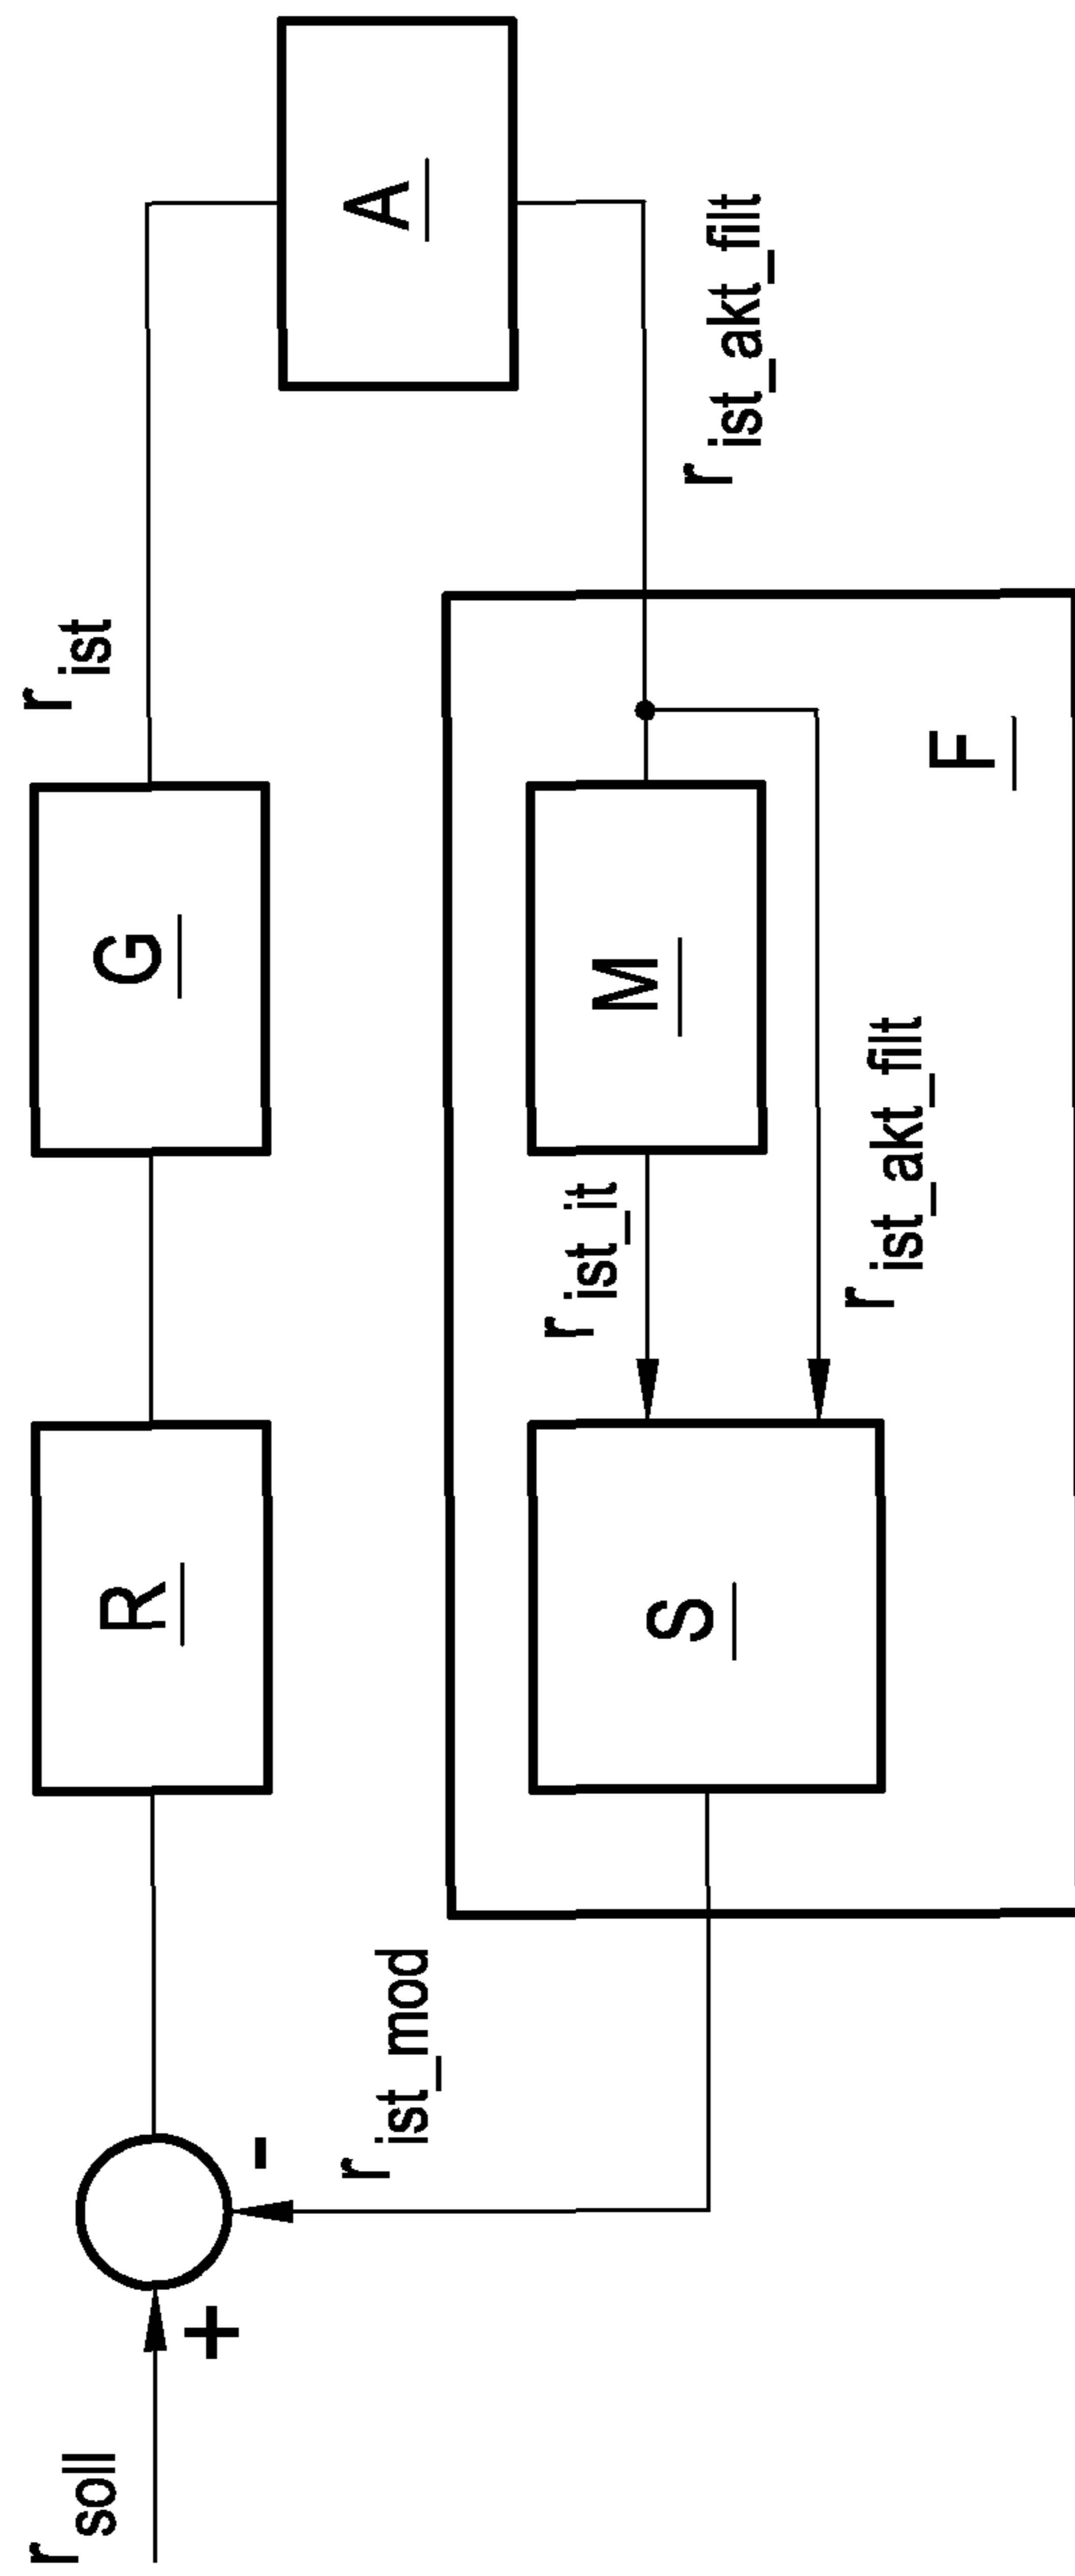 r_soll
+
-
R
G
r_ist
A
r_ist_mod
S
r_ist_it
M
r_ist_akt_filt
r_ist_akt_filt
F